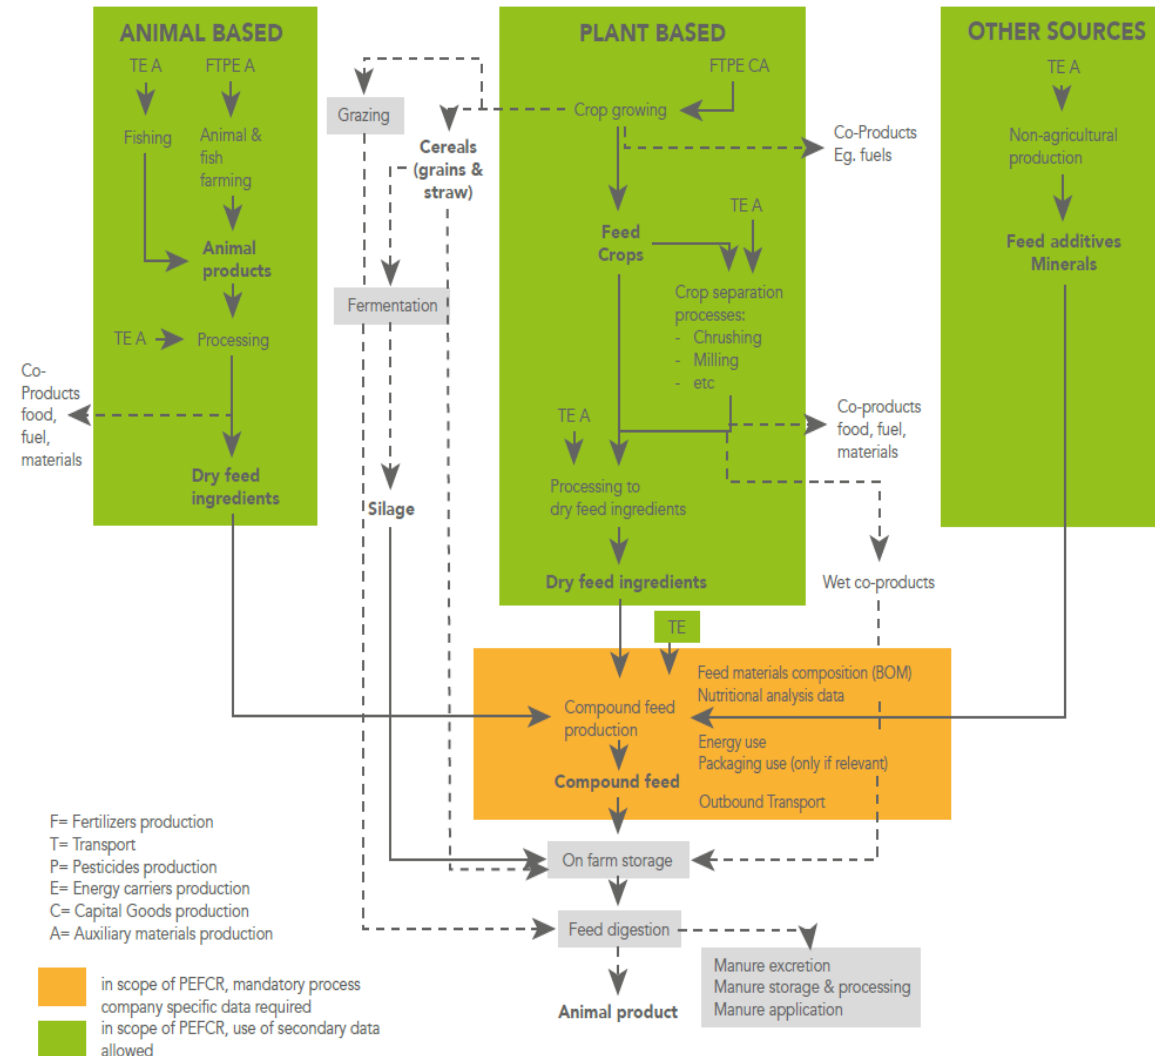 ANIMAL BASED
TE A
FTPE A
Fishing
Animal &
fish
farming
Animal
products
TE A
Processing
Co-
Products
food,
fuel,
materials
Dry feed
ingredients
Grazing
Cereals
(grains &
straw)
Fermentation
Silage
PLANT BASED
FTPE CA
Crop growing
Co-Products
Eg. fuels
Feed
Crops
TE A
Crop separation
processes:
- Chrushing
- Milling
- etc
TE A
Co-products
food, fuel,
materials
Processing to
dry feed ingredients
Dry feed ingredients
Wet co-products
OTHER SOURCES
TE A
Non-agricultural
production
Feed additives
Minerals
TE
Feed materials composition (BOM)
Nutritional analysis data
Compound feed
production
Energy use
Packaging use (only if relevant)
Compound feed
Outbound Transport
On farm storage
Feed digestion
Manure excretion
Manure storage & processing
Manure application
Animal product
F= Fertilizers production
T= Transport
P= Pesticides production
E= Energy carriers production
C= Capital Goods production
A= Auxiliary materials production
in scope of PEFCR, mandatory process
company specific data required
in scope of PEFCR, use of secondary data
allowed